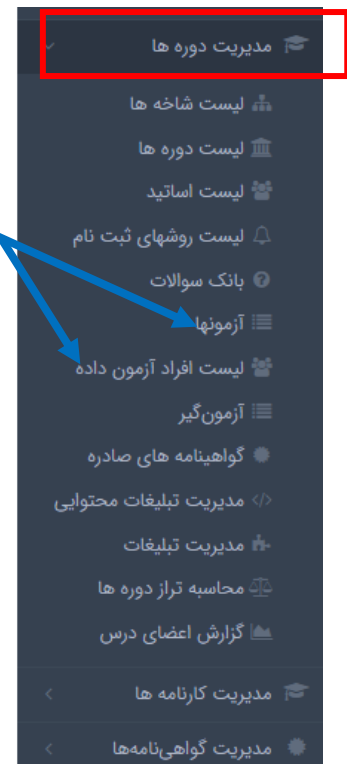 مدیریت دوره ها
لیست شاخه ها
لیست دوره ها
لیست اساتید
لیست روشهای ثبت نام
بانک سوالات
آزمونها
لیست افراد آزمون داده
آزمون‌گیر
گواهینامه های صادره
مدیریت تبلیغات محتوایی
مدیریت تبلیغات
محاسبه تراز دوره ها
گزارش اعضای درس
مدیریت کارنامه ها
مدیریت گواهی‌نامه‌ها